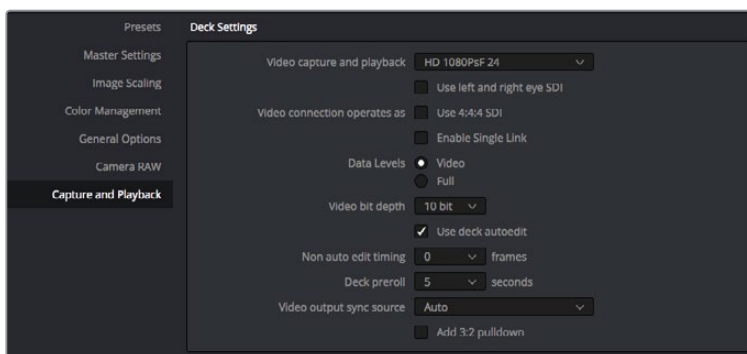 Presets
Master Settings
Image Scaling
Color Management
General Options
Camera RAW
Capture and Playback
Deck Settings
Video capture and playback HD 1080PsF 24
Use left and right eye SDI
Video connection operates as Use 4:4:4 SDI
Enable Single Link
Data Levels Video
Full
Video bit depth 10 bit
Use deck autoedit
Non auto edit timing 0 frames
Deck preroll 5 seconds
Video output sync source Auto
Add 3:2 pulldown